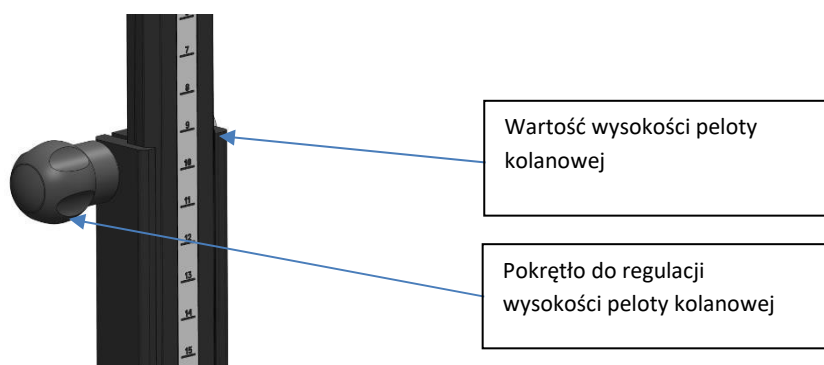 7
8
9
10
11
12
13
14
15
Wartość wysokości peloty
kolanowej
Pokrętło do regulacji
wysokości peloty kolanowej